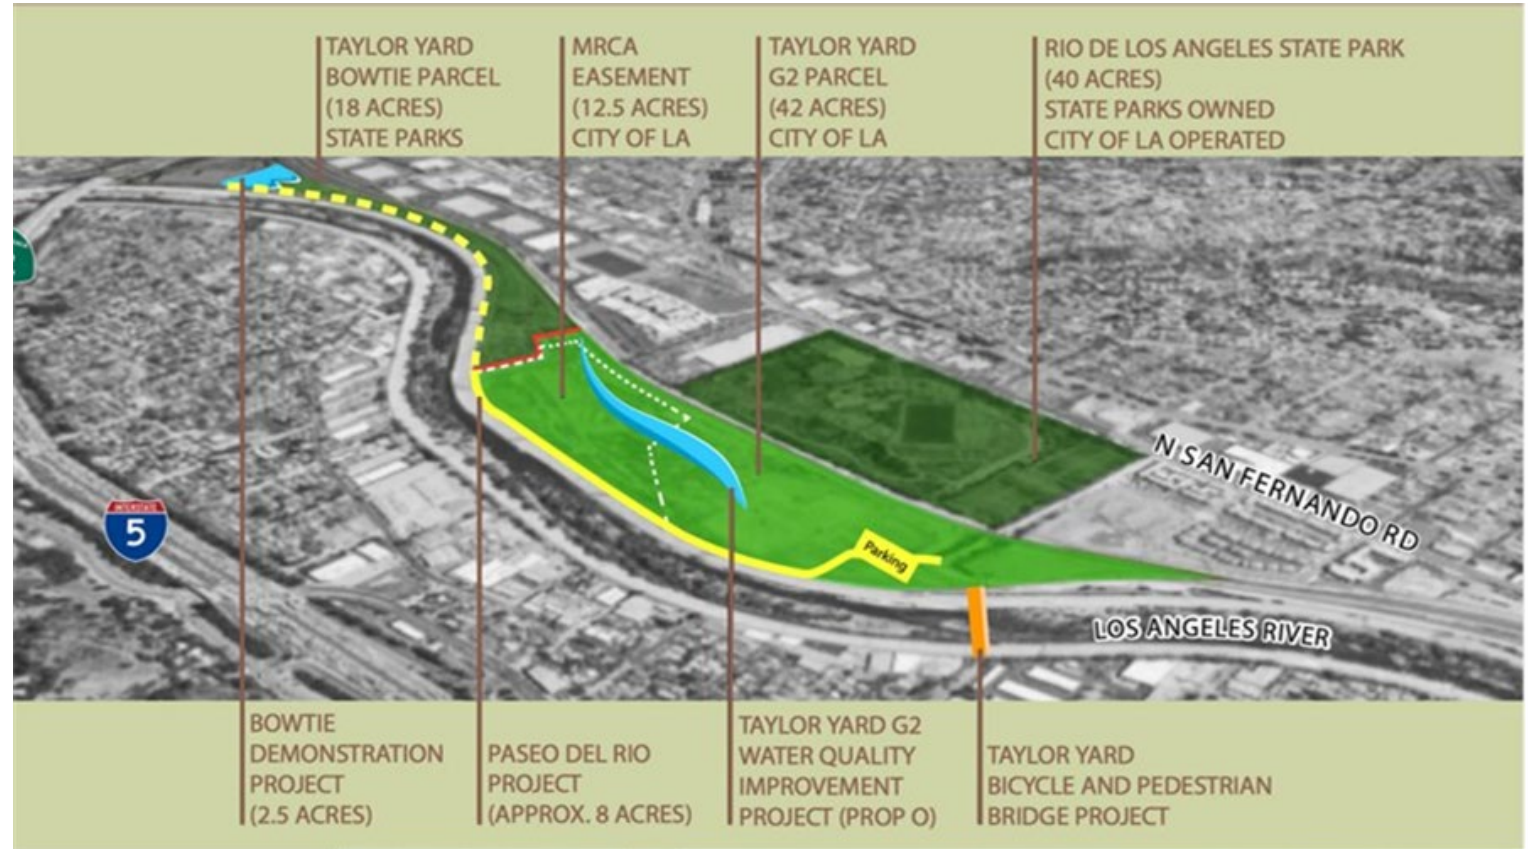 TAYLOR YARD
BOWTIE PARCEL
(18 ACRES)
STATE PARKS
MRCA
EASEMENT
(12.5 ACRES)
CITY OF LA
TAYLOR YARD
G2 PARCEL
(42 ACRES)
CITY OF LA
RIO DE LOS ANGELES STATE PARK
(40 ACRES)
STATE PARKS OWNED
CITY OF LA OPERATED
N SAN FERNANDO RD
INTERSTATE
5
Parking
LOS ANGELES RIVER
BOWTIE
DEMONSTRATION
PROJECT
(2.5 ACRES)
PASEO DEL RIO
PROJECT
(APPROX. 8 ACRES)
TAYLOR YARD G2
WATER QUALITY
IMPROVEMENT
PROJECT (PROP O)
TAYLOR YARD
BICYCLE AND PEDESTRIAN
BRIDGE PROJECT